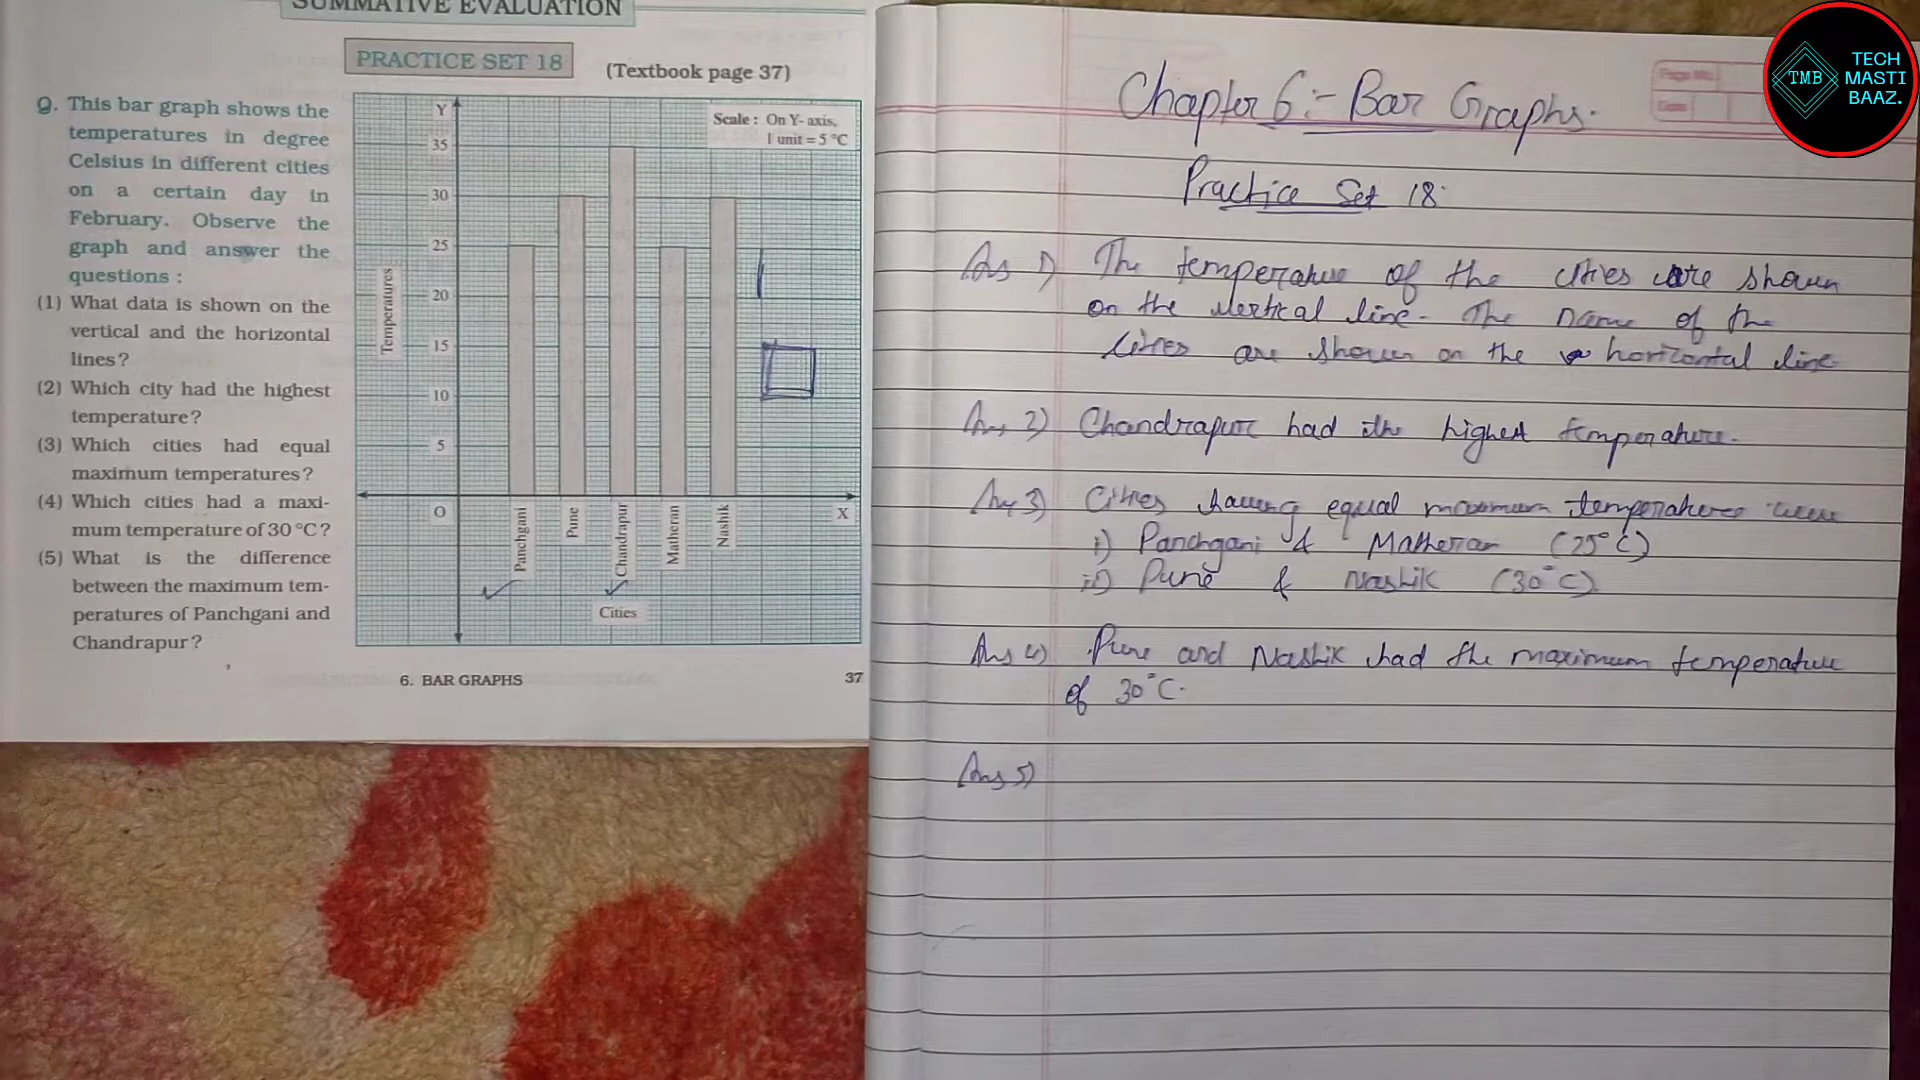 SUMMATIVE EVALUATION
PRACTICE SET 18
(Textbook page 37)
Q. This bar graph shows the
temperatures in degree
Celsius in different cities
on a certain day in
February. Observe the
graph and answer the
questions :
(1) What data is shown on the
vertical and the horizontal
lines?
(2) Which city had the highest
temperature?
(3) Which cities had equal
maximum temperatures?
(4) Which cities had a maxi-
mum temperature of 30 °C?
(5) What is the difference
between the maximum tem-
peratures of Panchgani and
Chandrapur?
Y
Scale : On Y- axis,
1 unit = 5 °C
35
30
25
20
15
10
5
O
X
Temperatures
Panchgani
Pune
Chandrapur
Matheran
Nashik
Cities
6. BAR GRAPHS
37
Page No.
Date
TMB
TECH
MASTI
BAAZ.
Chapter 6:- Bar Graphs.
Practice Set 18.
Ans 1) The temperature of the cities are shown
on the vertical line. The name of the
cities are shown on the horizontal line
Ans 2) Chandrapur had the highest temperature.
Ans 3) Cities having equal maximum temperatures were
i) Panchgani & Matheran (25°C)
ii) Pune & Nashik (30°C)
Ans 4) Pune and Nashik had the maximum temperature
of 30°C.
Ans 5)